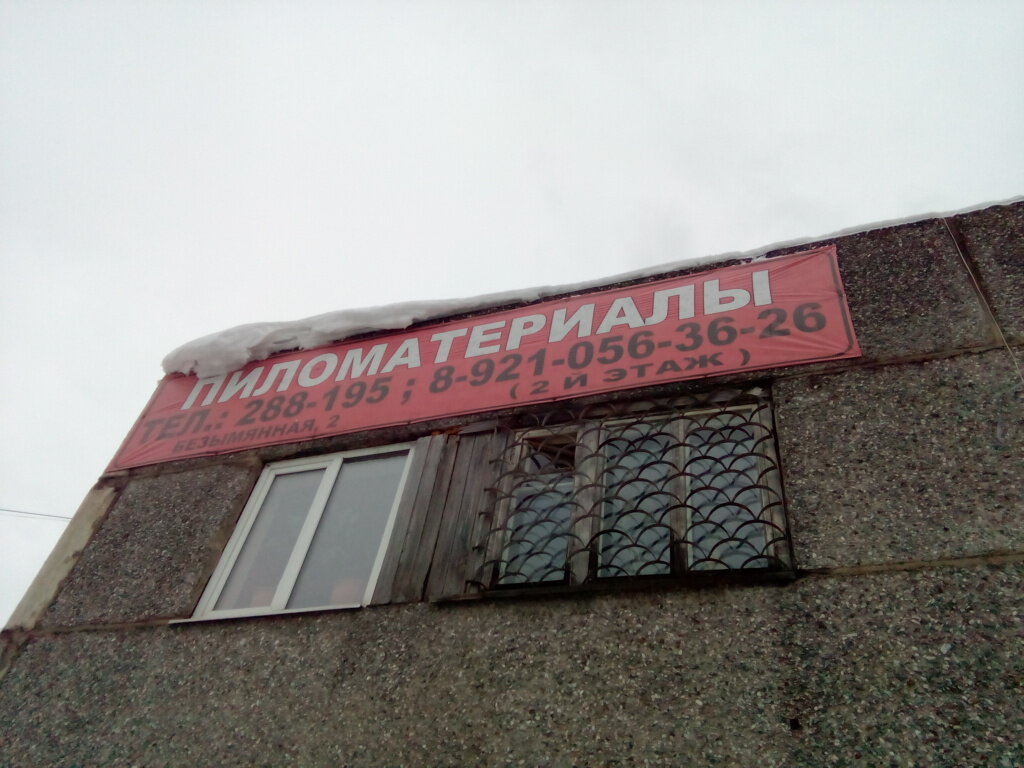 ПИЛОМАТЕРИАЛЫ
ТЕЛ.: 288-195 ; 8-921-056-36-26
БЕЗЫМЯННАЯ, 2 ( 2 Й ЭТАЖ )